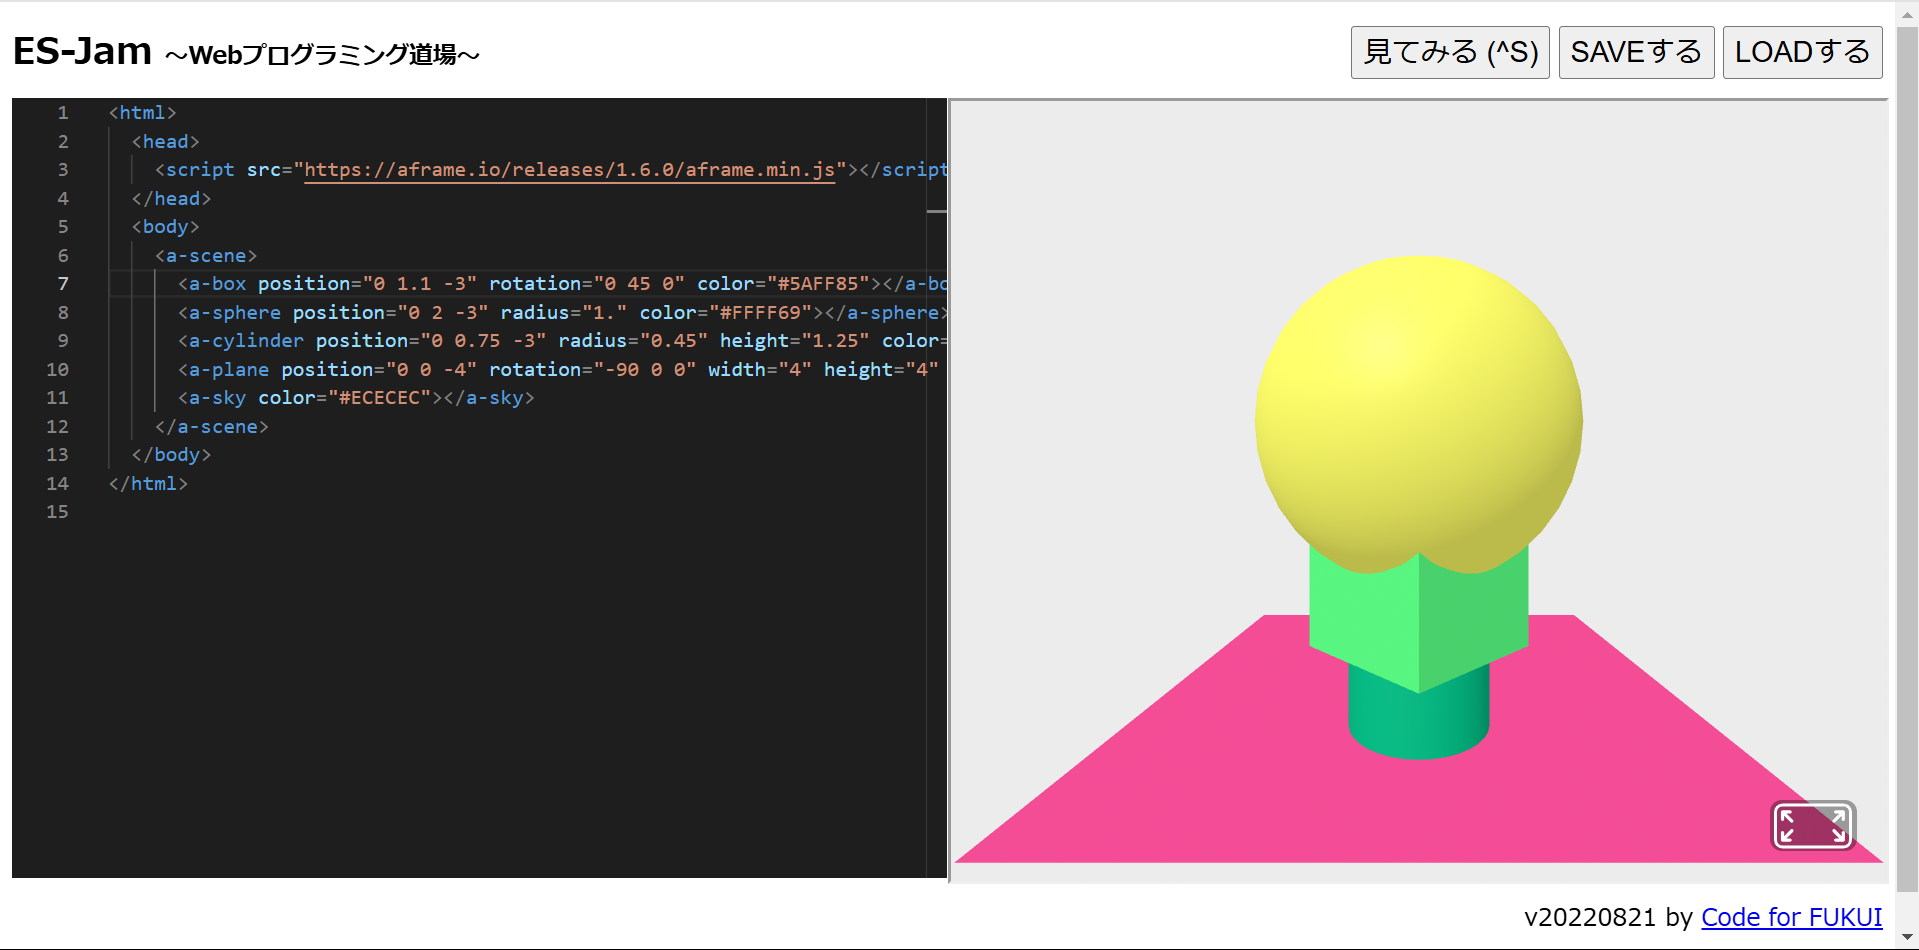 ES-Jam ～Webプログラミング道場～
見てみる (^S) SAVEする LOADする
1 <html>
2 <head>
3 <script src="https://aframe.io/releases/1.6.0/aframe.min.js"></script
4 </head>
5 <body>
6 <a-scene>
7 <a-box position="0 1.1 -3" rotation="0 45 0" color="#5AFF85"></a-bo
8 <a-sphere position="0 2 -3" radius="1." color="#FFFF69"></a-sphere>
9 <a-cylinder position="0 0.75 -3" radius="0.45" height="1.25" color=
10 <a-plane position="0 0 -4" rotation="-90 0 0" width="4" height="4"
11 <a-sky color="#ECECEC"></a-sky>
12 </a-scene>
13 </body>
14 </html>
15
v20220821 by Code for FUKUI